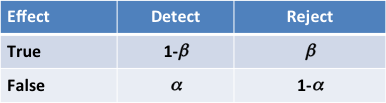 Effect Detect Reject
True 1-β β
False α 1-α